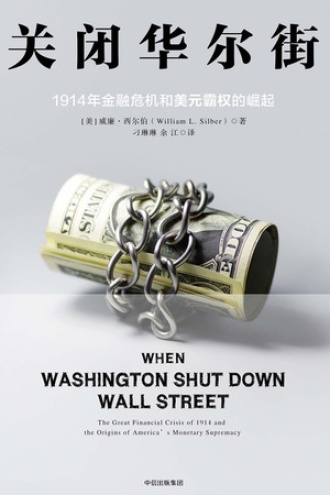 关闭华尔街
1914年金融危机和美元霸权的崛起
[美]威廉·西尔伯（William L. Silber）著
刁琳琳 余江 译
STATES
UNITED
WHEN
WASHINGTON SHUT DOWN
WALL STREET
The Great Financial Crisis of 1914 and
the Origins of America's Monetary Supremacy
中信出版集团